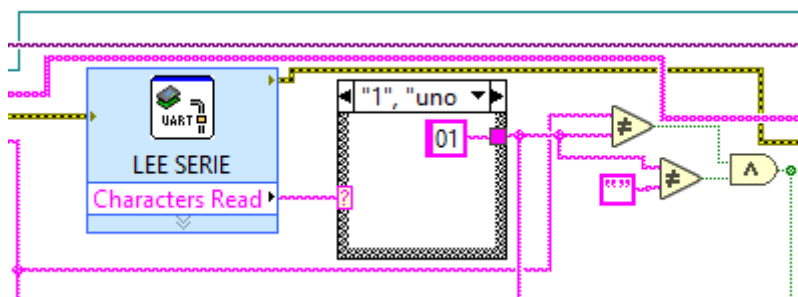 "1", "uno
UART
01
LEE SERIE
Characters Read
?
""
≠
≠
∧